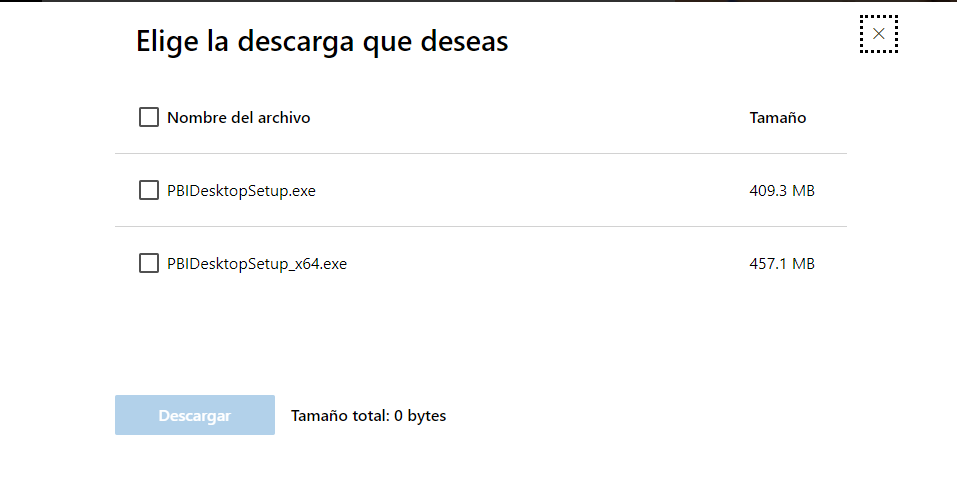 Elige la descarga que deseas
Nombre del archivo Tamaño
PBIDesktopSetup.exe 409.3 MB
PBIDesktopSetup_x64.exe 457.1 MB
Descargar Tamaño total: 0 bytes